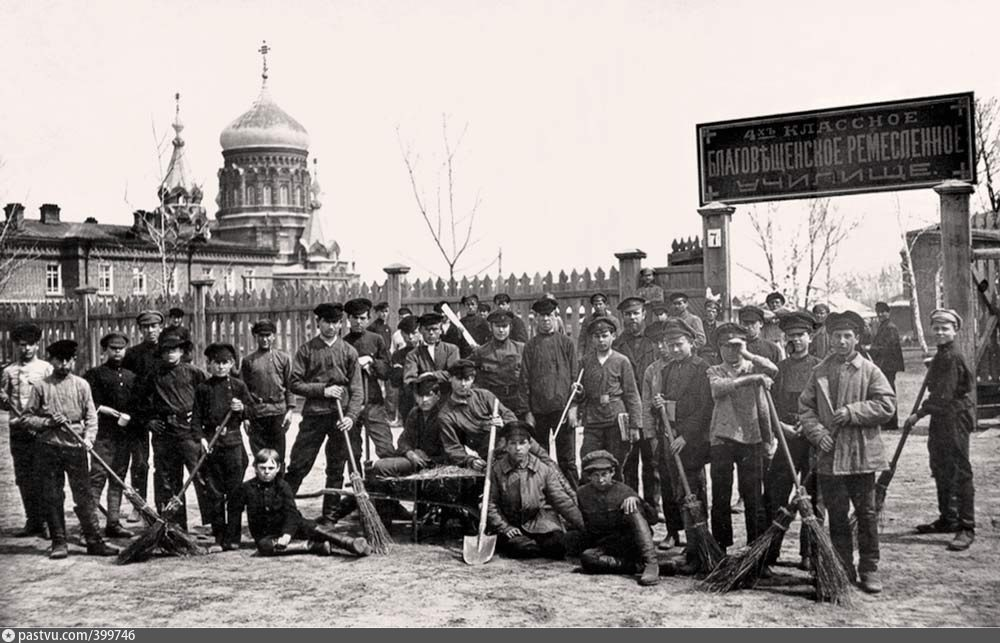 4хъ КЛАССНОЕ
БЛАГОВѢЩЕНСКОЕ РЕМЕСЛЕННОЕ
УЧИЛИЩЕ.
7
pastvu.com/399746